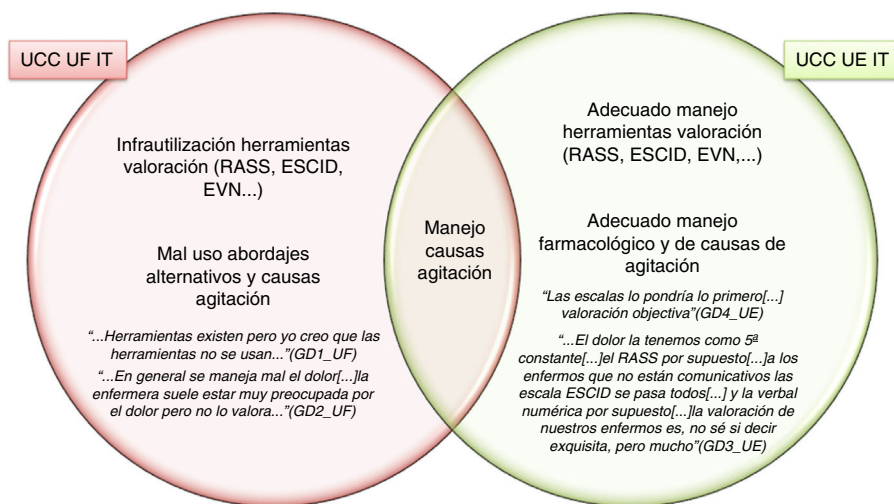 UCC UF IT
UCC UE IT
Infrautilización herramientas
valoración (RASS, ESCID,
EVN...)
Mal uso abordajes
alternativos y causas
agitación
“...Herramientas existen pero yo creo que las
herramientas no se usan...”(GD1_UF)
“...En general se maneja mal el dolor[...]la
enfermera suele estar muy preocupada por
el dolor pero no lo valora...”(GD2_UF)
Manejo
causas
agitación
Adecuado manejo
herramientas valoración
(RASS, ESCID, EVN,...)
Adecuado manejo
farmacológico y de causas de
agitación
“Las escalas lo pondría lo primero[...]
valoración objectiva”(GD4_UE)
“...El dolor la tenemos como 5ª
constante[...]el RASS por supuesto[...]a los
enfermos que no están comunicativos las
escala ESCID se pasa todos[...] y la verbal
numérica por supuesto[...]la valoración de
nuestros enfermos es, no sé si decir
exquisita, pero mucho”(GD3_UE)